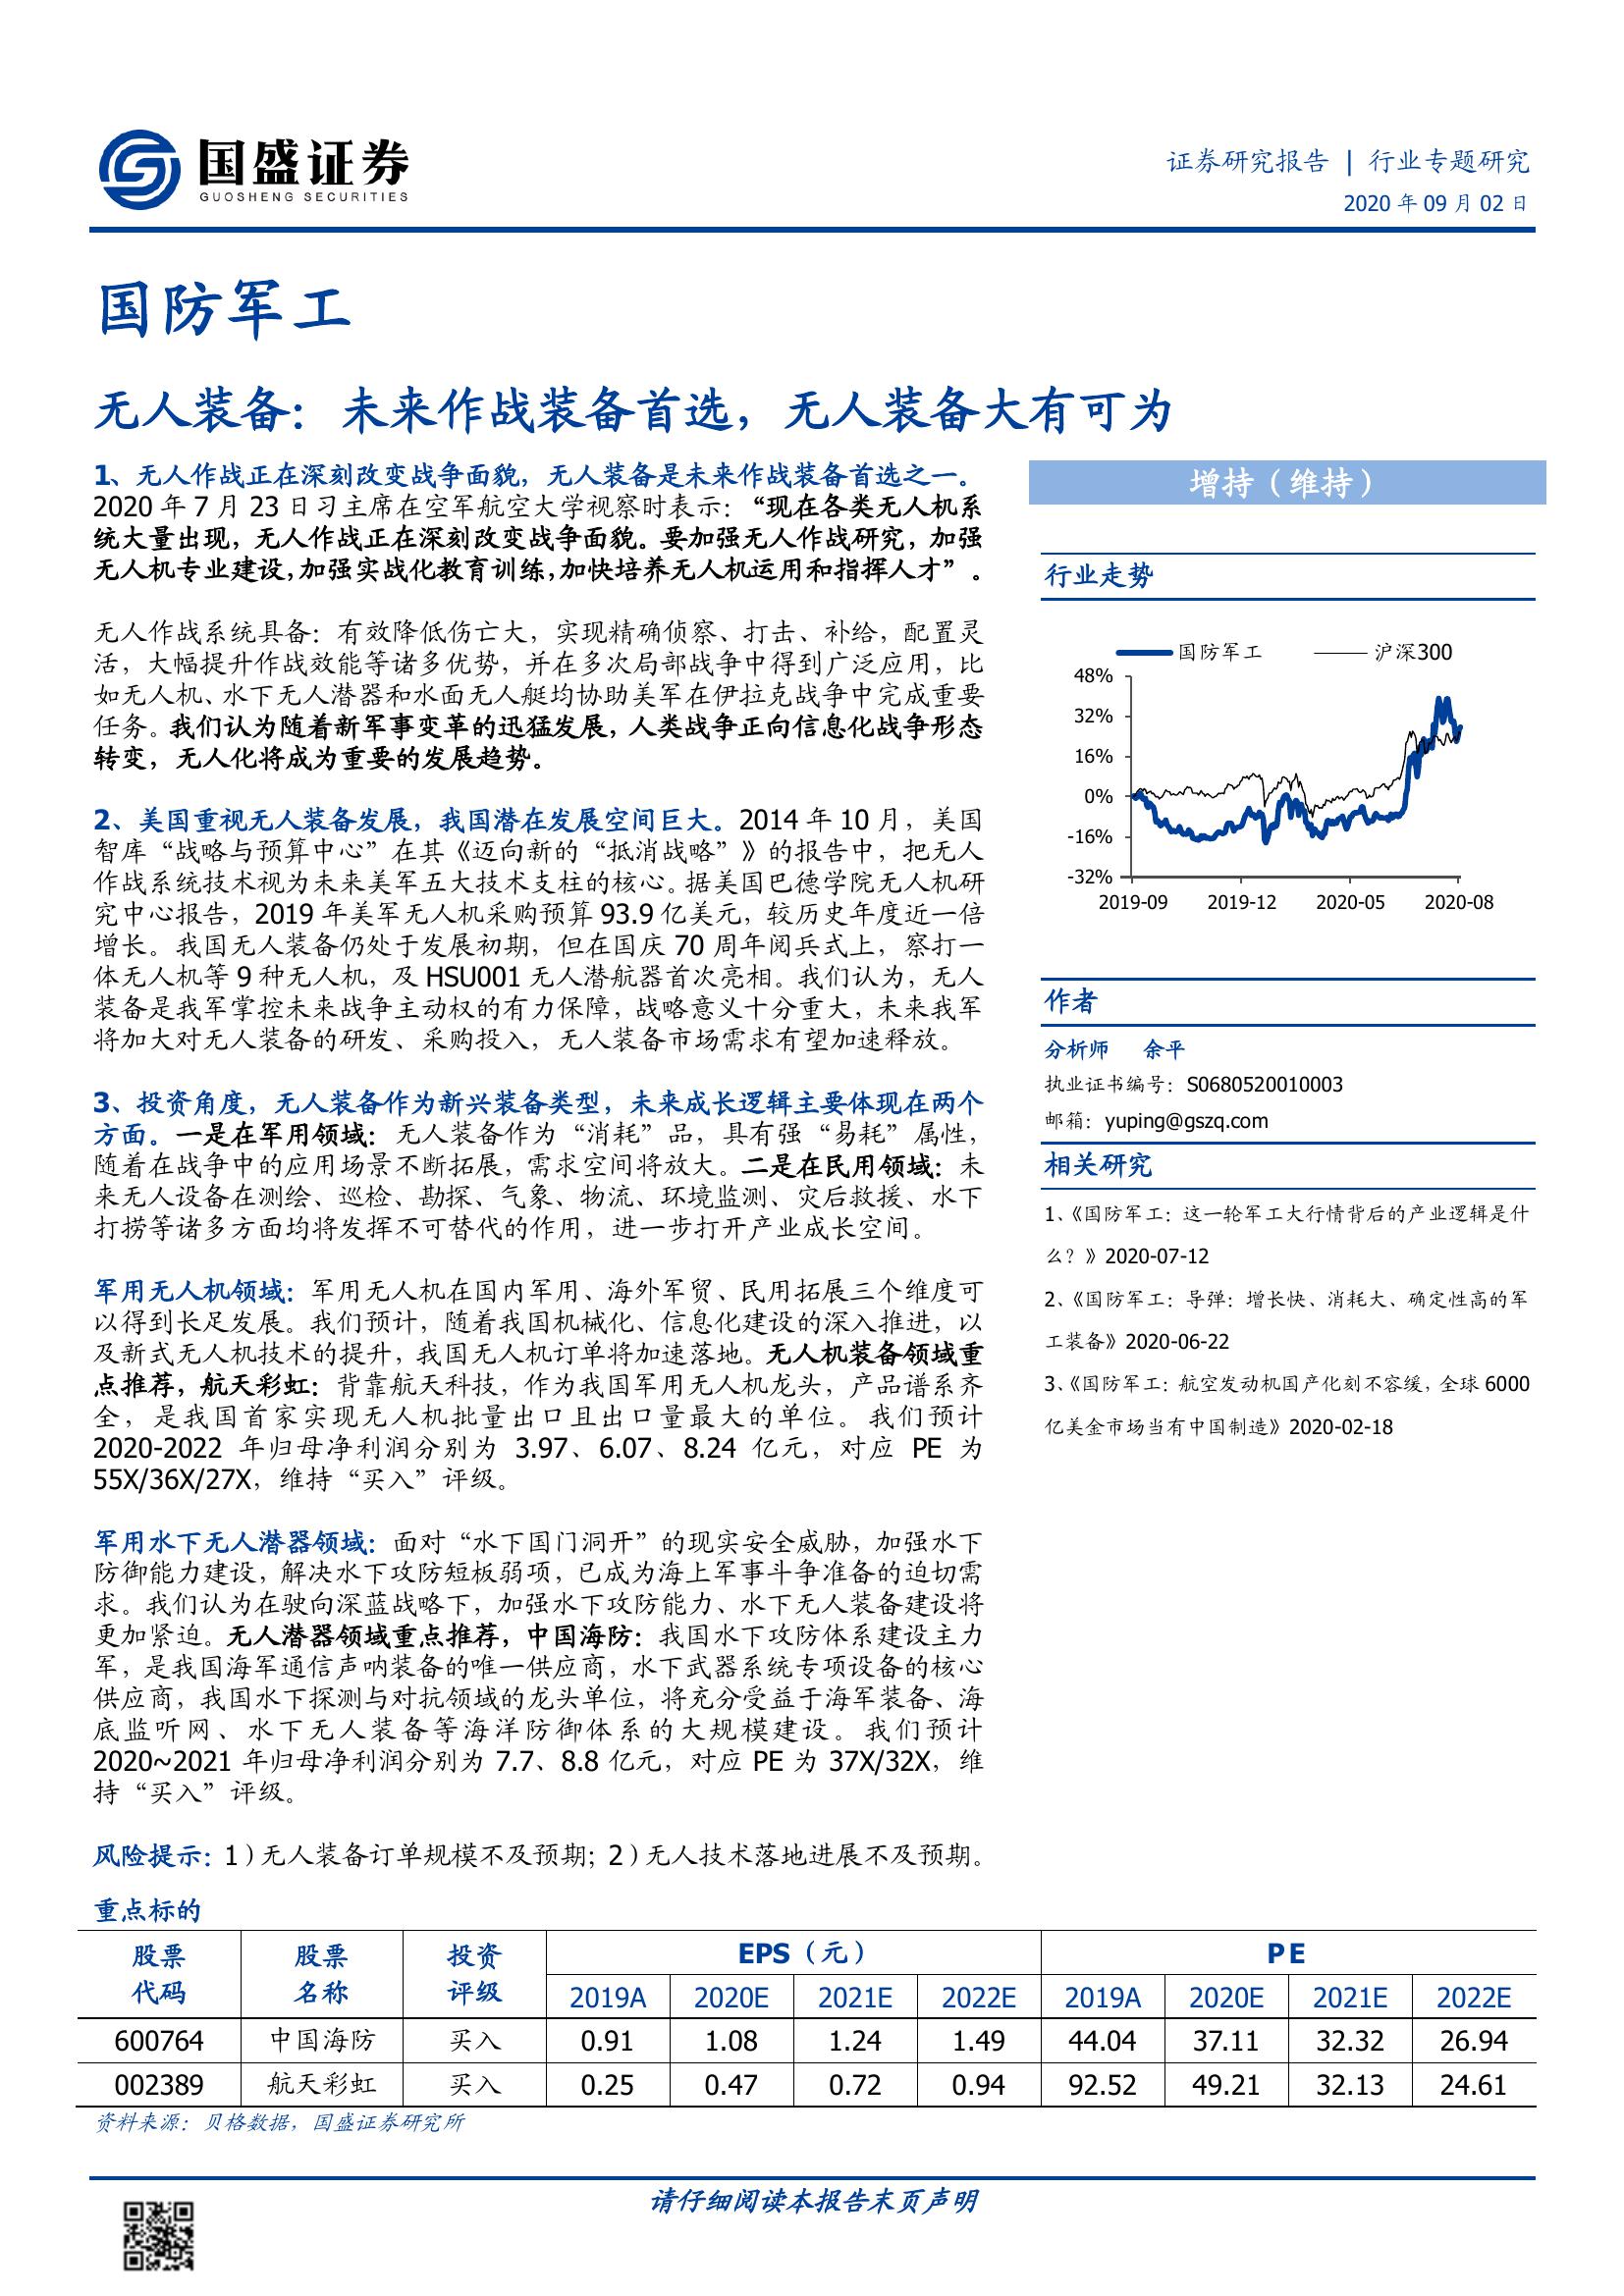 国盛证券
GUOSHENG SECURITIES
证券研究报告 | 行业专题研究
2020 年 09 月 02 日
国防军工
无人装备：未来作战装备首选，无人装备大有可为
1、无人作战正在深刻改变战争面貌，无人装备是未来作战装备首选之一。
2020 年 7 月 23 日习主席在空军航空大学视察时表示：“现在各类无人机系
统大量出现，无人作战正在深刻改变战争面貌。要加强无人作战研究，加强
无人机专业建设，加强实战化教育训练，加快培养无人机运用和指挥人才”。
无人作战系统具备：有效降低伤亡大，实现精确侦察、打击、补给，配置灵
活，大幅提升作战效能等诸多优势，并在多次局部战争中得到广泛应用，比
如无人机、水下无人潜器和水面无人艇均协助美军在伊拉克战争中完成重要
任务。我们认为随着新军事变革的迅猛发展，人类战争正向信息化战争形态
转变，无人化将成为重要的发展趋势。
2、美国重视无人装备发展，我国潜在发展空间巨大。2014 年 10 月，美国
智库“战略与预算中心”在其《迈向新的“抵消战略”》的报告中，把无人
作战系统技术视为未来美军五大技术支柱的核心。据美国巴德学院无人机研
究中心报告，2019 年美军无人机采购预算 93.9 亿美元，较历史年度近一倍
增长。我国无人装备仍处于发展初期，但在国庆 70 周年阅兵式上，察打一
体无人机等 9 种无人机，及 HSU001 无人潜航器首次亮相。我们认为，无人
装备是我军掌控未来战争主动权的有力保障，战略意义十分重大，未来我军
将加大对无人装备的研发、采购投入，无人装备市场需求有望加速释放。
3、投资角度，无人装备作为新兴装备类型，未来成长逻辑主要体现在两个
方面。一是在军用领域：无人装备作为“消耗”品，具有强“易耗”属性，
随着在战争中的应用场景不断拓展，需求空间将放大。二是在民用领域：未
来无人设备在测绘、巡检、勘探、气象、物流、环境监测、灾后救援、水下
打捞等诸多方面均将发挥不可替代的作用，进一步打开产业成长空间。
军用无人机领域：军用无人机在国内军用、海外军贸、民用拓展三个维度可
以得到长足发展。我们预计，随着我国机械化、信息化建设的深入推进，以
及新式无人机技术的提升，我国无人机订单将加速落地。无人机装备领域重
点推荐，航天彩虹：背靠航天科技，作为我国军用无人机龙头，产品谱系齐
全，是我国首家实现无人机批量出口且出口量最大的单位。我们预计
2020-2022 年归母净利润分别为 3.97、6.07、8.24 亿元，对应 PE 为
55X/36X/27X，维持“买入”评级。
军用水下无人潜器领域：面对“水下国门洞开”的现实安全威胁，加强水下
防御能力建设，解决水下攻防短板弱项，已成为海上军事斗争准备的迫切需
求。我们认为在驶向深蓝战略下，加强水下攻防能力、水下无人装备建设将
更加紧迫。无人潜器领域重点推荐，中国海防：我国水下攻防体系建设主力
军，是我国海军通信声呐装备的唯一供应商，水下武器系统专项设备的核心
供应商，我国水下探测与对抗领域的龙头单位，将充分受益于海军装备、海
底监听网、水下无人装备等海洋防御体系的大规模建设。我们预计
2020~2021 年归母净利润分别为 7.7、8.8 亿元，对应 PE 为 37X/32X，维
持“买入”评级。
风险提示：1）无人装备订单规模不及预期；2）无人技术落地进展不及预期。
增持（维持）
行业走势
国防军工 沪深300
48%
32%
16%
0%
-16%
-32%
2019-09 2019-12 2020-05 2020-08
作者
分析师 余平
执业证书编号：S0680520010003
邮箱：yuping@gszq.com
相关研究
1、《国防军工：这一轮军工大行情背后的产业逻辑是什
么？》2020-07-12
2、《国防军工：导弹：增长快、消耗大、确定性高的军
工装备》2020-06-22
3、《国防军工：航空发动机国产化刻不容缓，全球 6000
亿美金市场当有中国制造》2020-02-18
重点标的
股票 股票 投资 EPS（元） PE
代码 名称 评级 2019A 2020E 2021E 2022E 2019A 2020E 2021E 2022E
600764 中国海防 买入 0.91 1.08 1.24 1.49 44.04 37.11 32.32 26.94
002389 航天彩虹 买入 0.25 0.47 0.72 0.94 92.52 49.21 32.13 24.61
资料来源：贝格数据，国盛证券研究所
请仔细阅读本报告末页声明